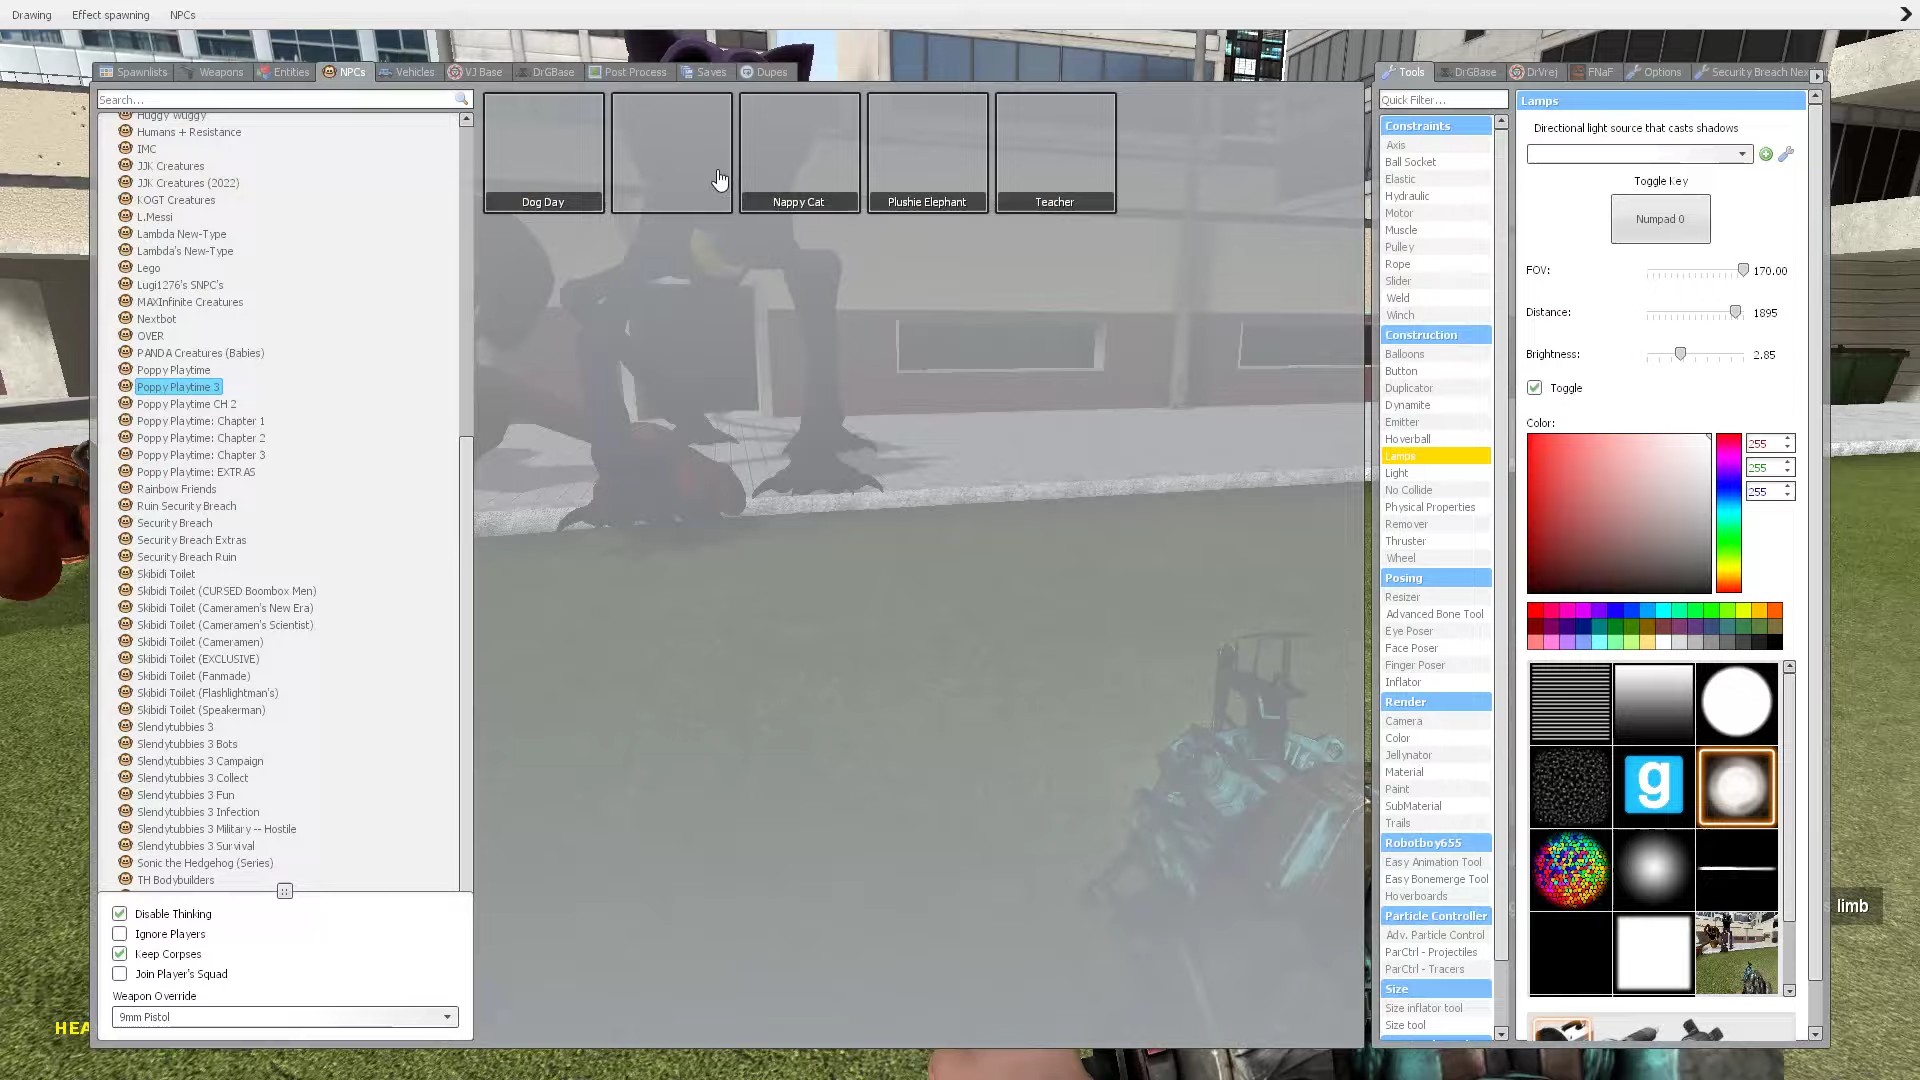 Drawing
Effect spawning
NPCs
Spawnlists
Weapons
Entities
NPCs
Vehicles
VJ Base
DrGBase
Post Process
Saves
Dupes
Search...
Huggy Wuggy
Humans + Resistance
IMC
JJK Creatures
JJK Creatures (2022)
KOGT Creatures
L.Messi
Lambda New-Type
Lambda's New-Type
Lego
Lugi1276's SNPC's
MAXInfinite Creatures
Nextbot
OVER
PANDA Creatures (Babies)
Poppy Playtime
Poppy Playtime 3
Poppy Playtime CH 2
Poppy Playtime: Chapter 1
Poppy Playtime: Chapter 2
Poppy Playtime: Chapter 3
Poppy Playtime: EXTRAS
Rainbow Friends
Ruin Security Breach
Security Breach
Security Breach Extras
Security Breach Ruin
Skibidi Toilet
Skibidi Toilet (CURSED Boombox Men)
Skibidi Toilet (Cameramen's New Era)
Skibidi Toilet (Cameramen's Scientist)
Skibidi Toilet (Cameramen)
Skibidi Toilet (EXCLUSIVE)
Skibidi Toilet (Fanmade)
Skibidi Toilet (Flashlightman's)
Skibidi Toilet (Speakerman)
Slendytubbies 3
Slendytubbies 3 Bots
Slendytubbies 3 Campaign
Slendytubbies 3 Collect
Slendytubbies 3 Fun
Slendytubbies 3 Infection
Slendytubbies 3 Military -- Hostile
Slendytubbies 3 Survival
Sonic the Hedgehog (Series)
TH Bodybuilders
Disable Thinking
Ignore Players
Keep Corpses
Join Player's Squad
Weapon Override
9mm Pistol
HEA
Dog Day
Nappy Cat
Plushie Elephant
Teacher
Tools
DrGBase
DrVrej
FNaF
Options
Security Breach Nex
Quick Filter...
Constraints
Axis
Ball Socket
Elastic
Hydraulic
Motor
Muscle
Pulley
Rope
Slider
Weld
Winch
Construction
Balloons
Button
Duplicator
Dynamite
Emitter
Hoverball
Lamps
Light
No Collide
Physical Properties
Remover
Thruster
Wheel
Posing
Resizer
Advanced Bone Tool
Eye Poser
Face Poser
Finger Poser
Inflator
Render
Camera
Color
Jellynator
Material
Paint
SubMaterial
Trails
Robotboy655
Easy Animation Tool
Easy Bonemerge Tool
Hoverboards
Particle Controller
Adv. Particle Control
ParCtrl - Projectiles
ParCtrl - Tracers
Size
Size inflator tool
Size tool
Lamps
Directional light source that casts shadows
Toggle Key
Numpad 0
FOV: 170.00
Distance: 1895
Brightness: 2.85
Toggle
Color:
255
255
255
g
limb